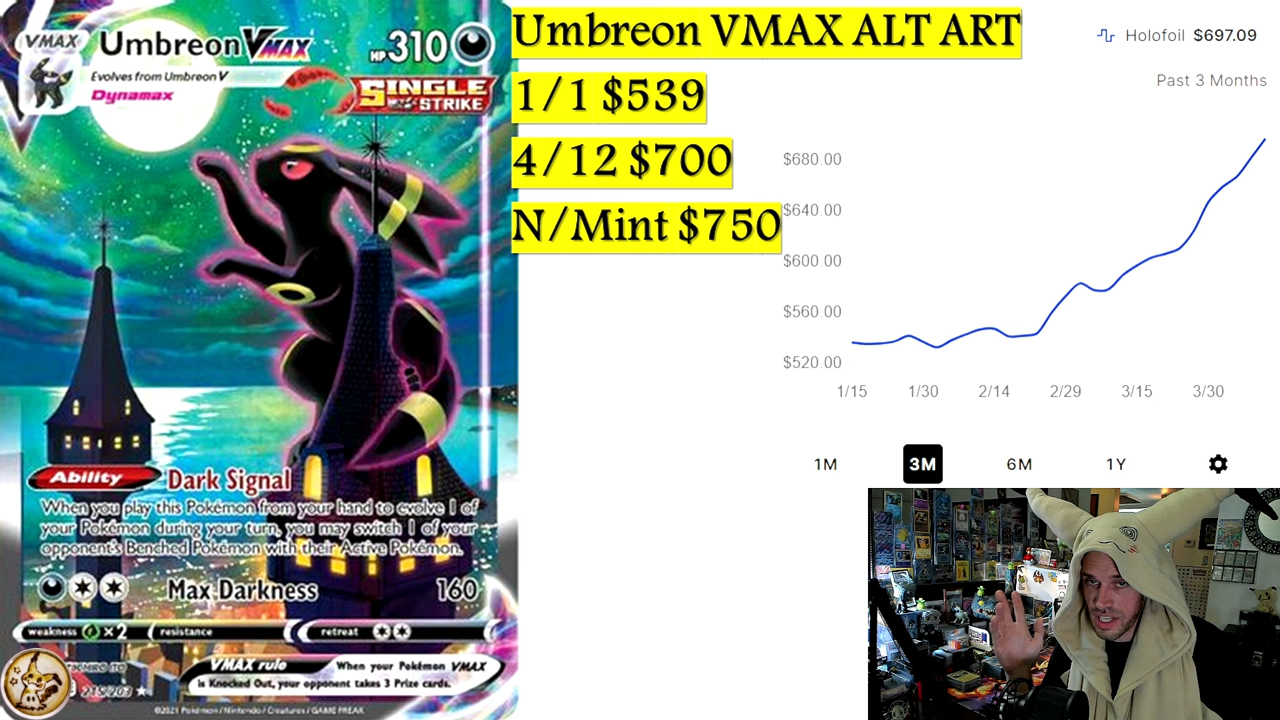 VMAX
Umbreon VMAX
HP 310
Evolves from Umbreon V
Dynamax
SINGLE
STRIKE
Ability Dark Signal
When you play this Pokémon from your hand to evolve 1 of
your Pokémon during your turn, you may switch 1 of your
opponent's Benched Pokémon with their Active Pokémon.
Max Darkness 160
weakness x2 resistance retreat
VMAX rule When your Pokémon VMAX
is Knocked Out, your opponent takes 3 Prize cards.
215/203
©2021 Pokémon / Nintendo / Creatures / GAME FREAK
Umbreon VMAX ALT ART
1/1 $539
4/12 $700
N/Mint $750
Holofoil $697.09
Past 3 Months
$680.00
$640.00
$600.00
$560.00
$520.00
1/15 1/30 2/14 2/29 3/15 3/30
1M 3M 6M 1Y